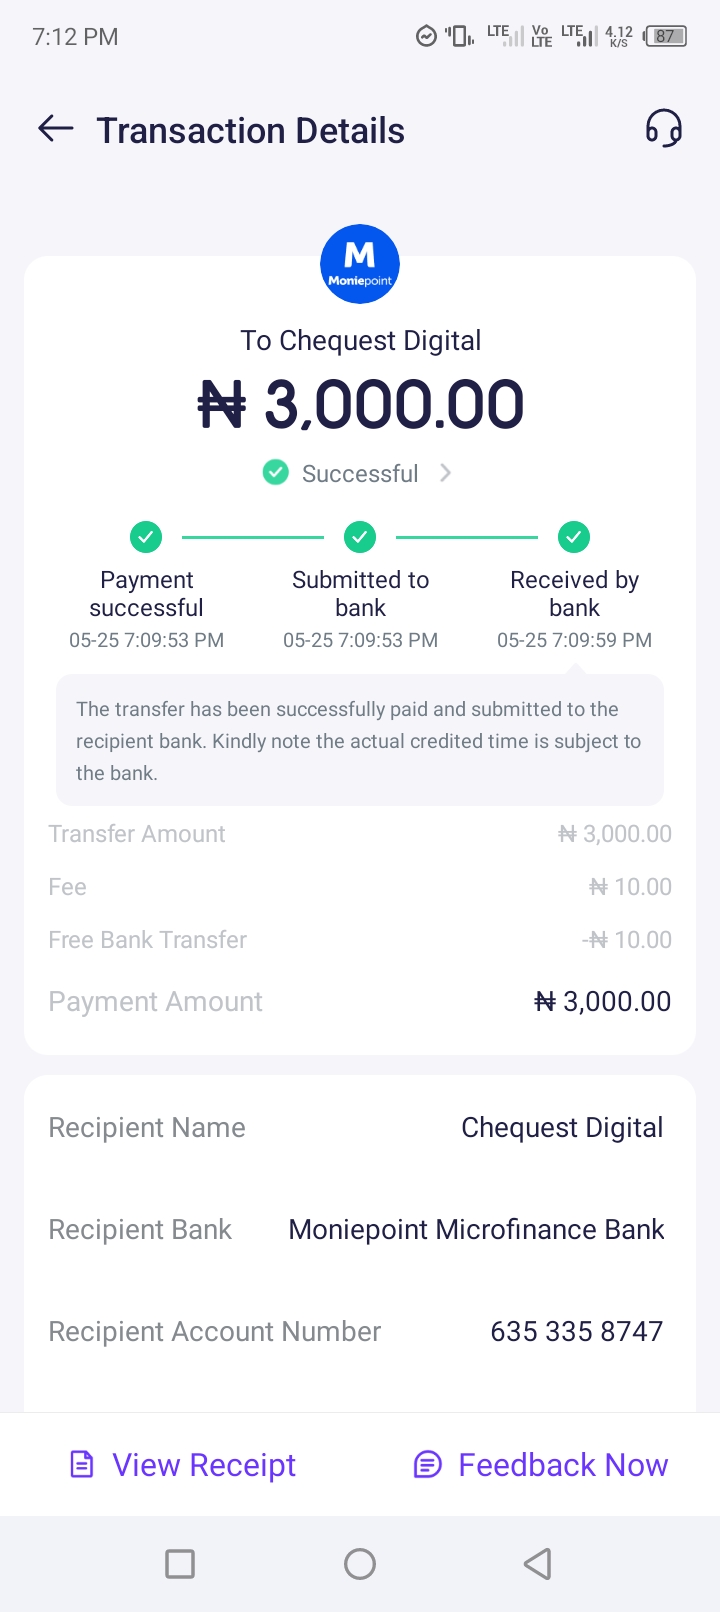 7:12 PM
LTE Vo LTE LTE 4.12 K/S 87
Transaction Details
M
Moniepoint
To Chequest Digital
₦ 3,000.00
Successful
Payment successful
05-25 7:09:53 PM
Submitted to bank
05-25 7:09:53 PM
Received by bank
05-25 7:09:59 PM
The transfer has been successfully paid and submitted to the
recipient bank. Kindly note the actual credited time is subject to
the bank.
Transfer Amount ₦ 3,000.00
Fee ₦ 10.00
Free Bank Transfer -₦ 10.00
Payment Amount ₦ 3,000.00
Recipient Name Chequest Digital
Recipient Bank Moniepoint Microfinance Bank
Recipient Account Number 635 335 8747
View Receipt Feedback Now